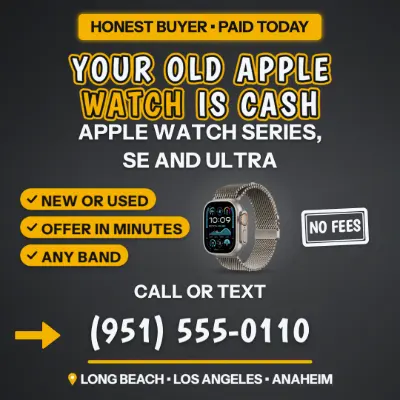 HONEST BUYER • PAID TODAY
YOUR OLD APPLE
WATCH IS CASH
APPLE WATCH SERIES,
SE AND ULTRA
NEW OR USED
OFFER IN MINUTES
ANY BAND
NO FEES
CALL OR TEXT
(951) 555-0110
LONG BEACH • LOS ANGELES • ANAHEIM